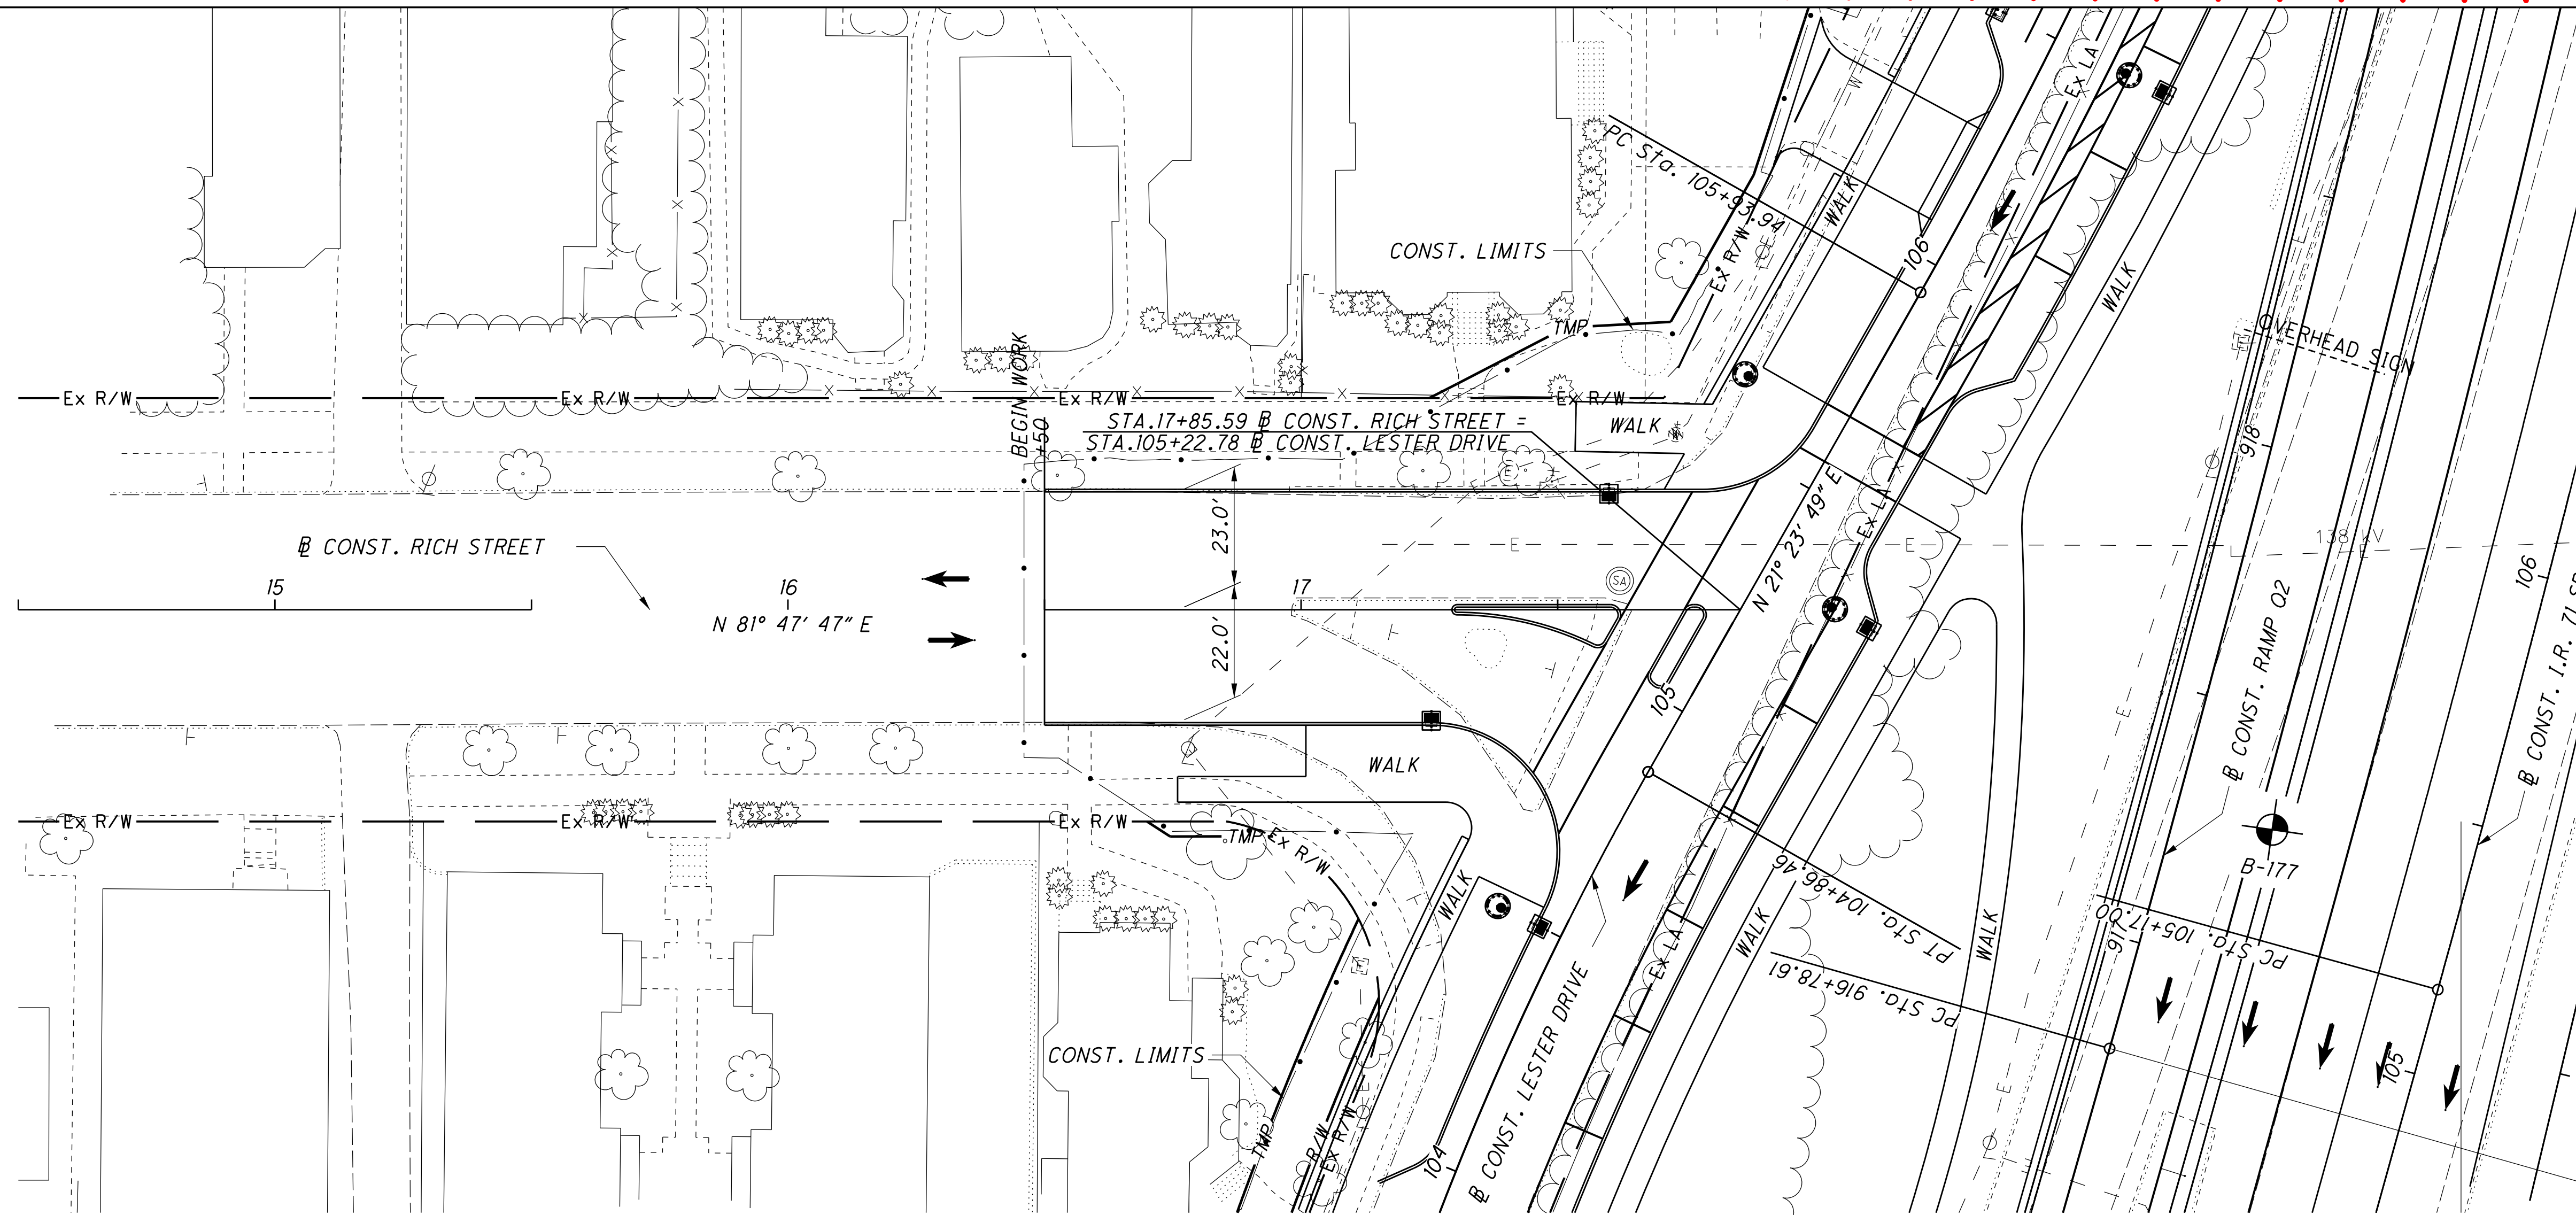 Ex LA
W
PC Sta. 105+93.94
WALK
CONST. LIMITS
Ex R/W
106
WALK
OVERHEAD SIGN
TMP
BEGIN WORK
+50
Ex R/W
Ex R/W
Ex R/W
Ex R/W
STA.17+85.59 ⅊ CONST. RICH STREET =
STA.105+22.78 ⅊ CONST. LESTER DRIVE
WALK
918
E
N 21° 23' 49" E
Ex LA
23.0'
⅊ CONST. RICH STREET
E
E
138 KV
E
15
16
17
SA
106
N 81° 47' 47" E
22.0'
105
⅊ CONST. RAMP Q2
⅊ CONST. I.R. 71
WALK
Ex R/W
Ex R/W
Ex R/W
TMP
Ex R/W
B-177
PT Sta. 104+86.46
PC Sta. 105+17.00
917
WALK
WALK
WALK
Ex LA
PC Sta. 916+78.61
E
CONST. LIMITS
105
E
TMP
R/W
Ex R/W
104
⅊ CONST. LESTER DRIVE